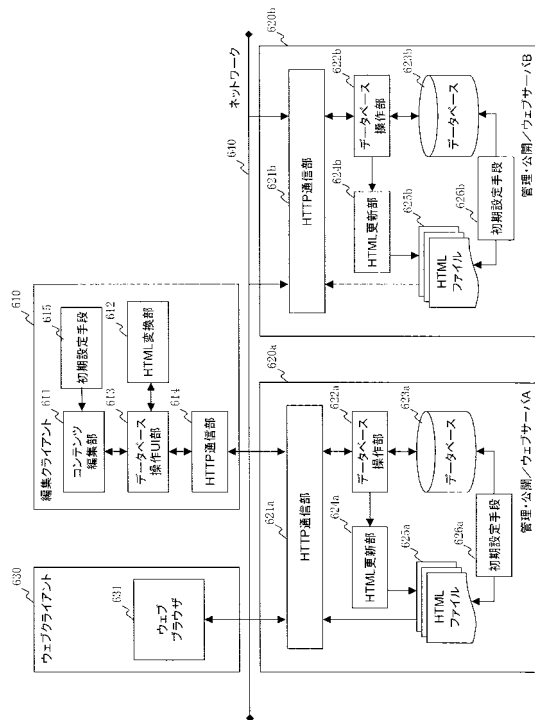 630
ウェブクライアント
631
ウェブ
ブラウザ
610
編集クライアント
611
コンテンツ
編集部
615
初期設定手段
613
データベース
操作UI部
612
HTML変換部
614
HTTP通信部
640
ネットワーク
620a
621a
HTTP通信部
622a
データベース
操作部
624a
HTML更新部
623a
データベース
625a
HTML
ファイル
626a
初期設定手段
管理・公開／ウェブサーバA
620b
621b
HTTP通信部
622b
データベース
操作部
624b
HTML更新部
623b
データベース
625b
HTML
ファイル
626b
初期設定手段
管理・公開／ウェブサーバB